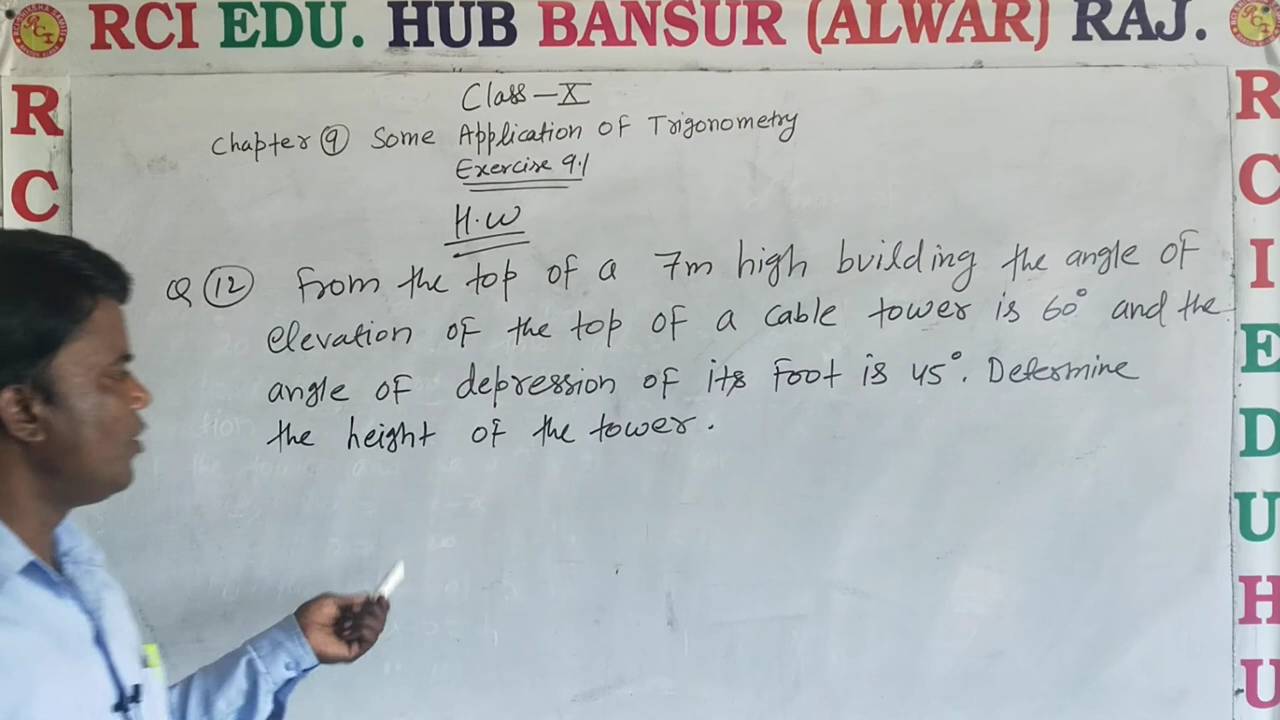 RCI EDU. HUB BANSUR (ALWAR) RAJ.
R
C
Class-X
Chapter 9 Some Application of Trigonometry
Exercise 9.1
H.W
Q 12 From the top of a 7m high building the angle of
elevation of the top of a cable tower is 60° and the
angle of depression of its foot is 45°. Determine
the height of the tower.
R
C
I
E
D
U
H
U